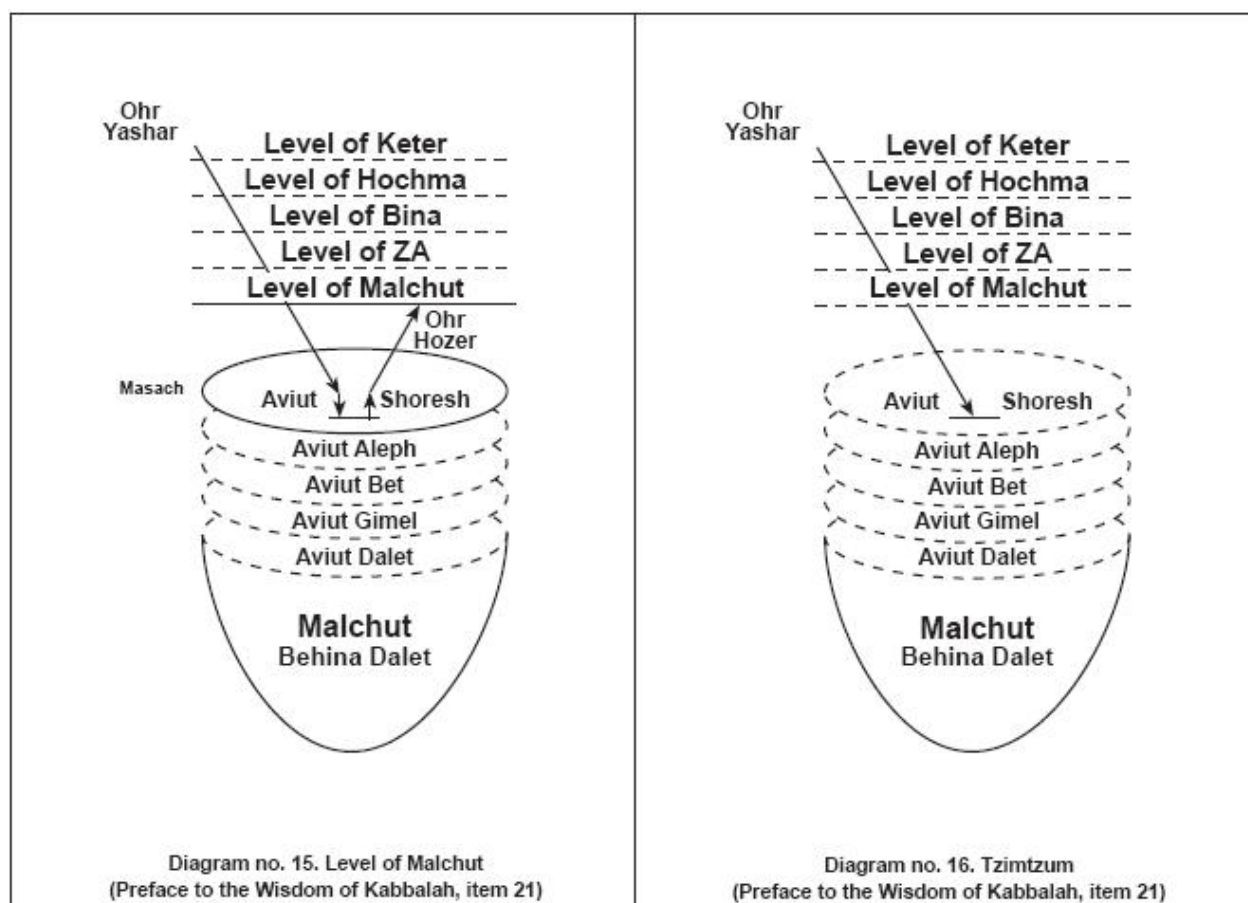 Ohr
Yashar
Level of Keter
Level of Hochma
Level of Bina
Level of ZA
Level of Malchut
Ohr
Hozer
Masach
Aviut Shoresh
Aviut Aleph
Aviut Bet
Aviut Gimel
Aviut Dalet
Malchut
Behina Dalet
Diagram no. 15. Level of Malchut
(Preface to the Wisdom of Kabbalah, item 21)
Ohr
Yashar
Level of Keter
Level of Hochma
Level of Bina
Level of ZA
Level of Malchut
Aviut Shoresh
Aviut Aleph
Aviut Bet
Aviut Gimel
Aviut Dalet
Malchut
Behina Dalet
Diagram no. 16. Tzimtzum
(Preface to the Wisdom of Kabbalah, item 21)